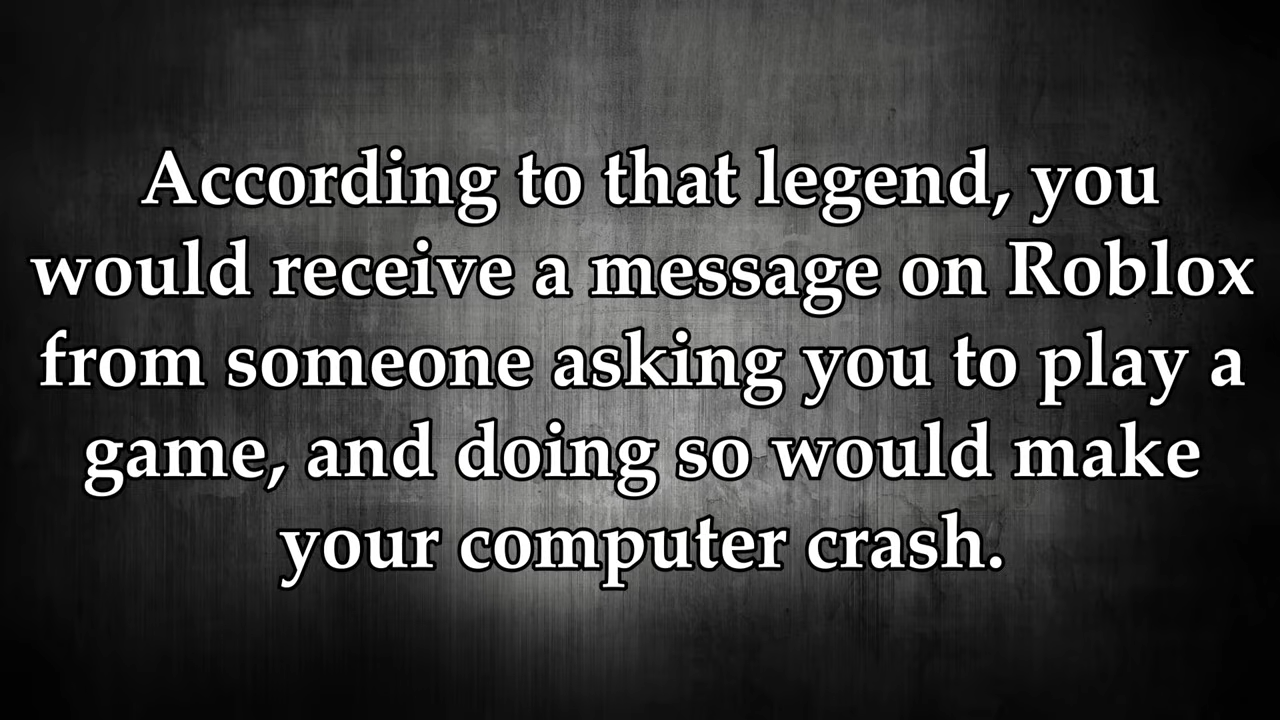 According to that legend, you
would receive a message on Roblox
from someone asking you to play a
game, and doing so would make
your computer crash.